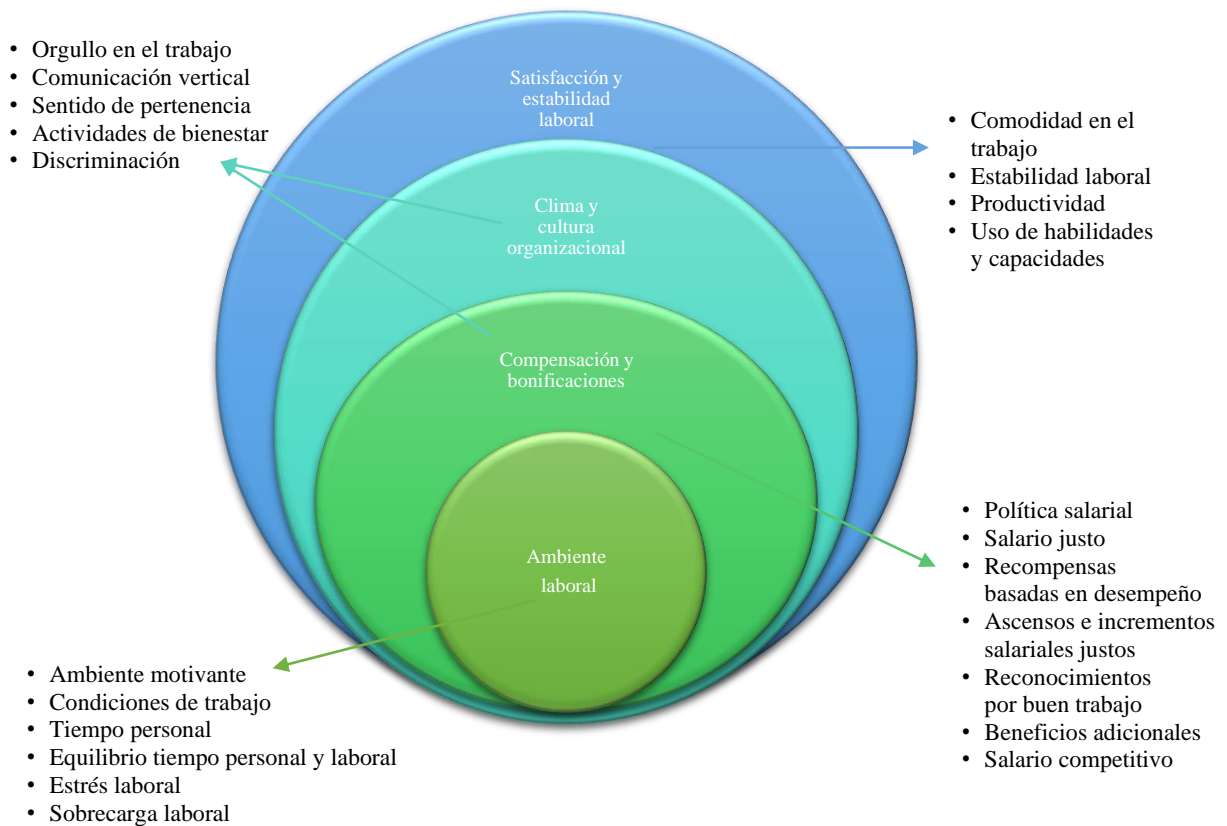 • Orgullo en el trabajo
• Comunicación vertical
• Sentido de pertenencia
• Actividades de bienestar
• Discriminación
Satisfacción y
estabilidad
laboral
• Comodidad en el
trabajo
• Estabilidad laboral
• Productividad
• Uso de habilidades
y capacidades
Clima y
cultura
organizacional
Compensación y
bonificaciones
Ambiente
laboral
• Política salarial
• Salario justo
• Recompensas
basadas en desempeño
• Ascensos e incrementos
salariales justos
• Reconocimientos
por buen trabajo
• Beneficios adicionales
• Salario competitivo
• Ambiente motivante
• Condiciones de trabajo
• Tiempo personal
• Equilibrio tiempo personal y laboral
• Estrés laboral
• Sobrecarga laboral